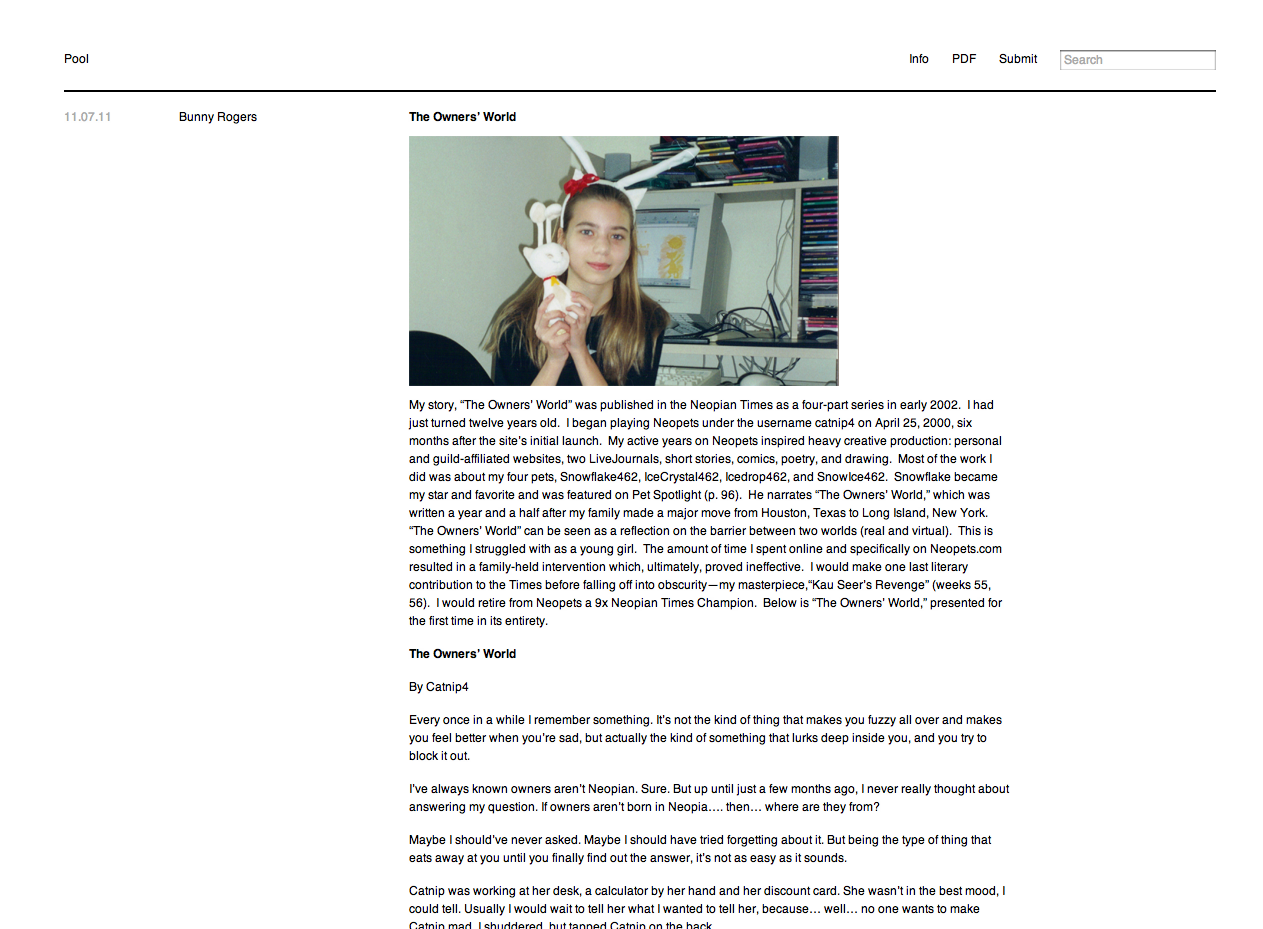 Pool
Info
PDF
Submit
Search
11.07.11
Bunny Rogers
The Owners’ World
My story, “The Owners’ World” was published in the Neopian Times as a four-part series in early 2002.  I had
just turned twelve years old.  I began playing Neopets under the username catnip4 on April 25, 2000, six
months after the site’s initial launch.  My active years on Neopets inspired heavy creative production: personal
and guild-affiliated websites, two LiveJournals, short stories, comics, poetry, and drawing.  Most of the work I
did was about my four pets, Snowflake462, IceCrystal462, Icedrop462, and SnowIce462.  Snowflake became
my star and favorite and was featured on Pet Spotlight (p. 96).  He narrates “The Owners’ World,” which was
written a year and a half after my family made a major move from Houston, Texas to Long Island, New York.
“The Owners’ World” can be seen as a reflection on the barrier between two worlds (real and virtual).  This is
something I struggled with as a young girl.  The amount of time I spent online and specifically on Neopets.com
resulted in a family-held intervention which, ultimately, proved ineffective.  I would make one last literary
contribution to the Times before falling off into obscurity—my masterpiece,“Kau Seer’s Revenge” (weeks 55,
56).  I would retire from Neopets a 9x Neopian Times Champion.  Below is “The Owners’ World,” presented for
the first time in its entirety.
The Owners’ World
By Catnip4
Every once in a while I remember something. It’s not the kind of thing that makes you fuzzy all over and makes
you feel better when you’re sad, but actually the kind of something that lurks deep inside you, and you try to
block it out.
I’ve always known owners aren’t Neopian. Sure. But up until just a few months ago, I never really thought about
answering my question. If owners aren’t born in Neopia…. then… where are they from?
Maybe I should’ve never asked. Maybe I should have tried forgetting about it. But being the type of thing that
eats away at you until you finally find out the answer, it’s not as easy as it sounds.
Catnip was working at her desk, a calculator by her hand and her discount card. She wasn’t in the best mood, I
could tell. Usually I would wait to tell her what I wanted to tell her, because… well… no one wants to make
Catnip mad. I shuddered, but tapped Catnip on the back.